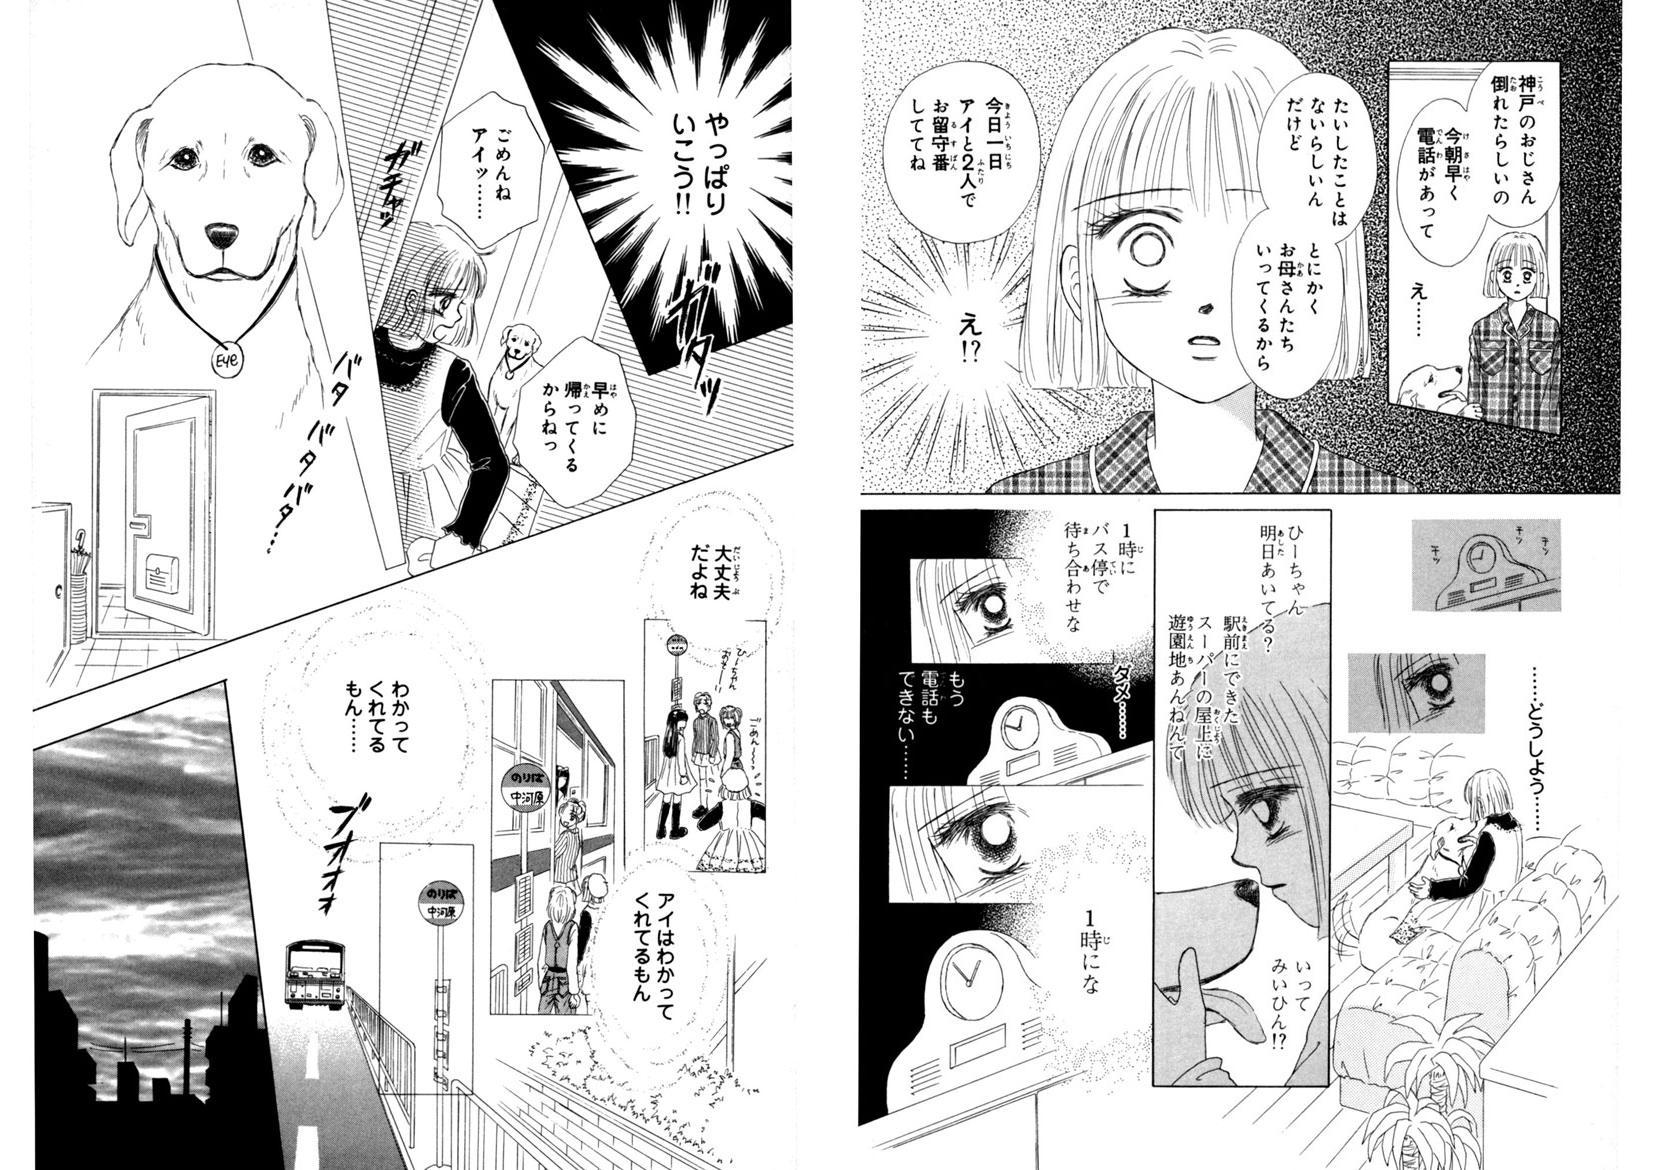 神戸のおじさん
倒れたらしいの
今朝早く
電話があって
え……
たいしたことは
ないらしいん
だけど
とにかく
お母さんたち
いってくるから
今日一日
アイと2人で
お留守番
しててね
え!?
チッ
チッ
チッ
……どうしよう……
ひーちゃん
明日あいてる?
駅前にできた
スーパーの屋上に
遊園地あんねんて
いって
みいひん!?
1時に
バス停で
待ち合わせな
ダメ……
もう
電話も
できない……
1時にな
やっぱり
いこう!!
ガタッ
ごめんね
アイッ……
ガチャッ
早めに
帰ってくる
からねっ
Eye
バタ
バタバタ
バタ…
大丈夫
だよね
ひーちゃん
おそーい
ごめーん
のりば
中河原
アイはわかって
くれてるもん
わかって
くれてる
もん……
ブオオオ
のりば
中河原